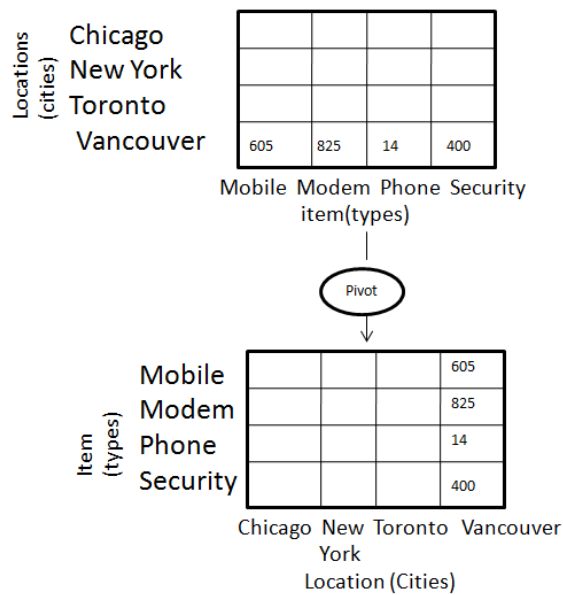 Locations
(cities)
Chicago
New York
Toronto
Vancouver
605 825 14 400
Mobile Modem Phone Security
item(types)
Pivot
Item
(types)
Mobile 605
Modem 825
Phone 14
Security 400
Chicago New Toronto Vancouver
York
Location (Cities)